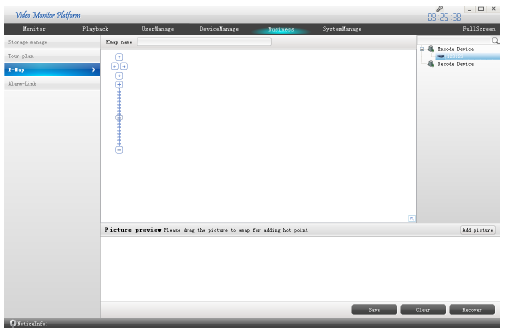 Video Monitor Platform
09 25 38
Monitor Playback UserManage DeviceManage Business SystemManage FullScreen
Storage manage
Tour plan
E-Map
Alarm-Link
Emap name
Encode Device
Decode Device
Picture preview Please drag the picture to emap for adding hot point
Add picture
Save Clear Recover
NoticeInfo: